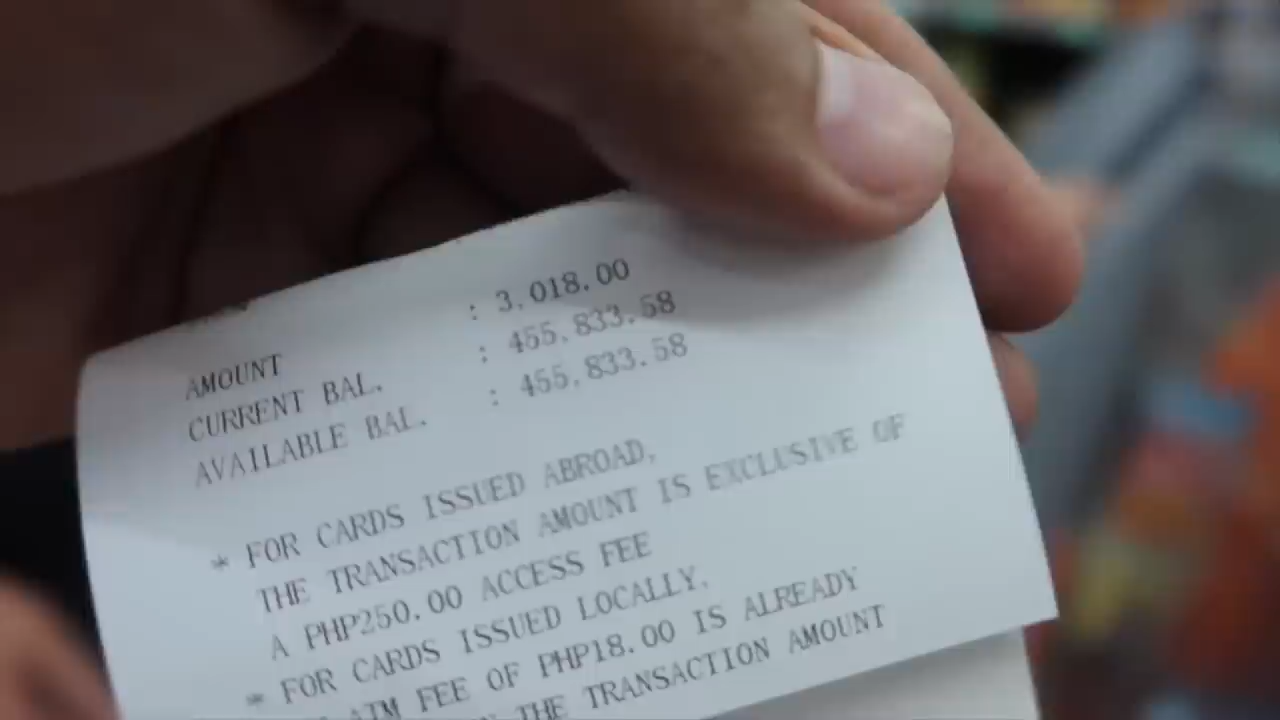 AMOUNT : 3,018.00
CURRENT BAL. : 455,833.58
AVAILABLE BAL. : 455,833.58
* FOR CARDS ISSUED ABROAD,
THE TRANSACTION AMOUNT IS EXCLUSIVE OF
A PHP250.00 ACCESS FEE
* FOR CARDS ISSUED LOCALLY,
ATM FEE OF PHP18.00 IS ALREADY
THE TRANSACTION AMOUNT